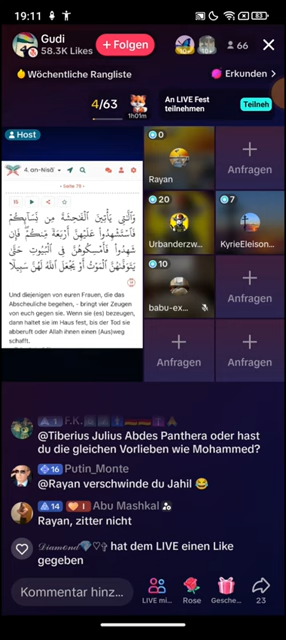 19:11
83
Gudi
58.3K Likes
+ Folgen
66
Wöchentliche Rangliste
Erkunden >
4/63
1h01m
An LIVE Fest
teilnehmen
Teilneh
Host
4. an-Nisāʾ
- Seite 79 -
15
وَٱلَّٰتِي يَأۡتِينَ ٱلۡفَٰحِشَةَ مِن نِّسَآئِكُمۡ
فَٱسۡتَشۡهِدُواْ عَلَيۡهِنَّ أَرۡبَعَةٗ مِّنكُمۡۖ فَإِن
شَهِدُواْ فَأَمۡسِكُوهُنَّ فِي ٱلۡبُيُوتِ حَتَّىٰ
يَتَوَفَّىٰهُنَّ ٱلۡمَوۡتُ أَوۡ يَجۡعَلَ ٱللَّهُ لَهُنَّ سَبِيلٗا
Und diejenigen von euren Frauen, die das
Abscheuliche begehen, - bringt vier Zeugen
von euch gegen sie. Wenn sie (es) bezeugen,
dann haltet sie im Haus fest, bis der Tod sie
abberuft oder Allah ihnen einen (Aus)weg
schafft.
0
Rayan
Anfragen
20
Urbanderzw...
7
KyrieEleison...
10
babu-ex...
Anfragen
Anfragen
Anfragen
F.K.
@Tiberius Julius Abdes Panthera oder hast
du die gleichen Vorlieben wie Mohammed?
16 Putin_Monte
@Rayan verschwinde du Jahil 😂
14 I Abu Mashkal
Rayan, zitter nicht
𝒟𝒾𝒶𝓂𝑜𝓃𝒹 hat dem LIVE einen Like
gegeben
Kommentar hinz...
LIVE mi...
Rose
Gesche...
23